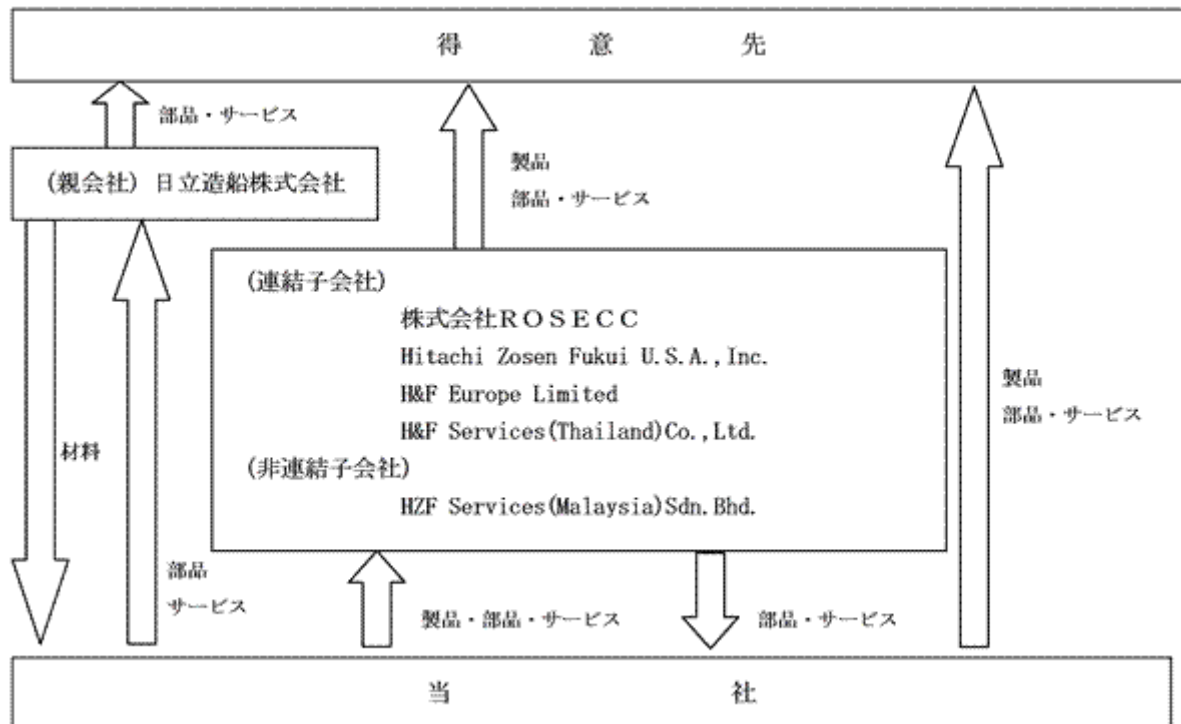 得意先
部品・サービス
(親会社) 日立造船株式会社
製品
部品・サービス
(連結子会社)
株式会社ROSECC
Hitachi Zosen Fukui U.S.A.,Inc.
H&F Europe Limited
H&F Services(Thailand)Co.,Ltd.
(非連結子会社)
HZF Services(Malaysia)Sdn.Bhd.
製品
部品・サービス
材料
部品
サービス
製品・部品・サービス
部品・サービス
当社